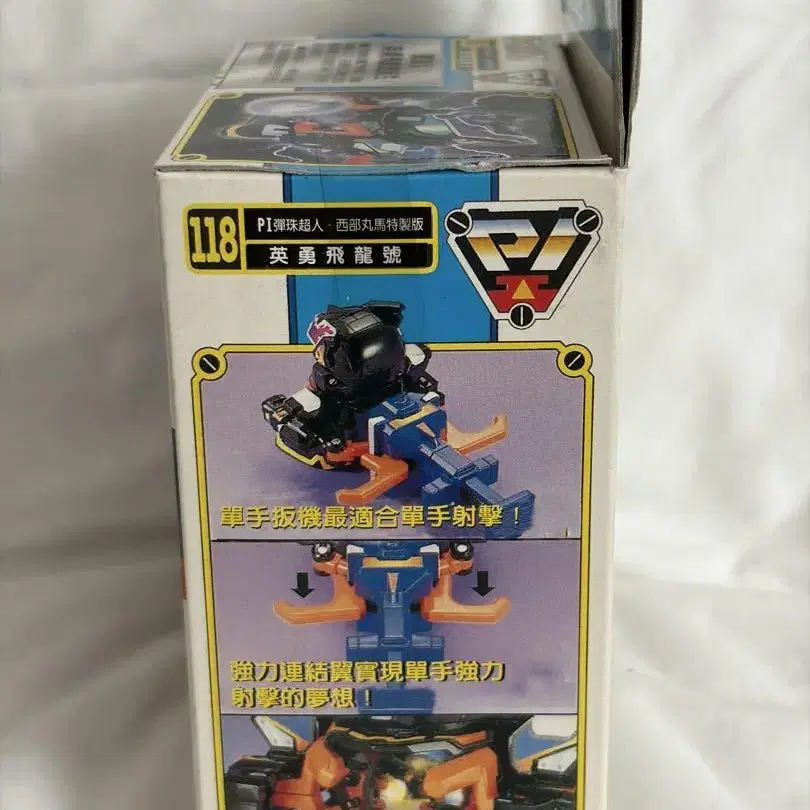 118
PI彈珠超人·西部丸馬特製版
英勇飛龍號
PI
單手扳機最適合單手射擊！
強力連結翼實現單手強力
射擊的夢想！